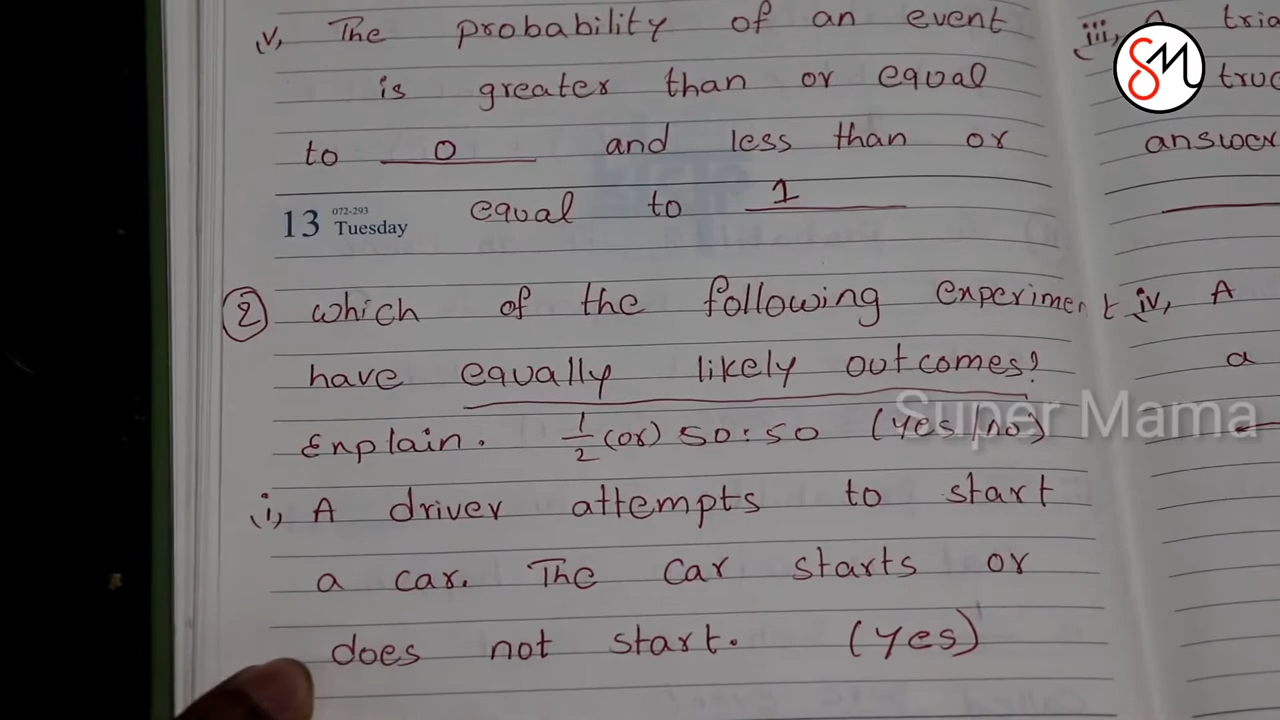 v, The probability of an event
is greater than or equal
to 0 and less than or
equal to 1
13 072-293 Tuesday
2 which of the following experiment
have equally likely outcomes?
Explain. 1/2 (or) 50:50 (yes/no)
i, A driver attempts to start
a car. The car starts or
does not start. (yes)
iii, A
answer
iv, A
a
SM
Super Mama